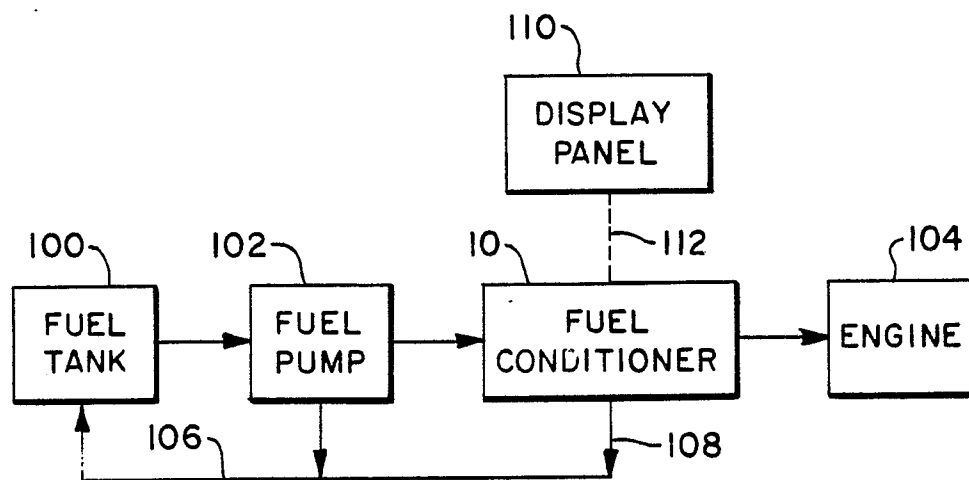 110
DISPLAY
PANEL
112
100
102
10
104
FUEL
TANK
FUEL
PUMP
FUEL
CONDITIONER
ENGINE
106
108